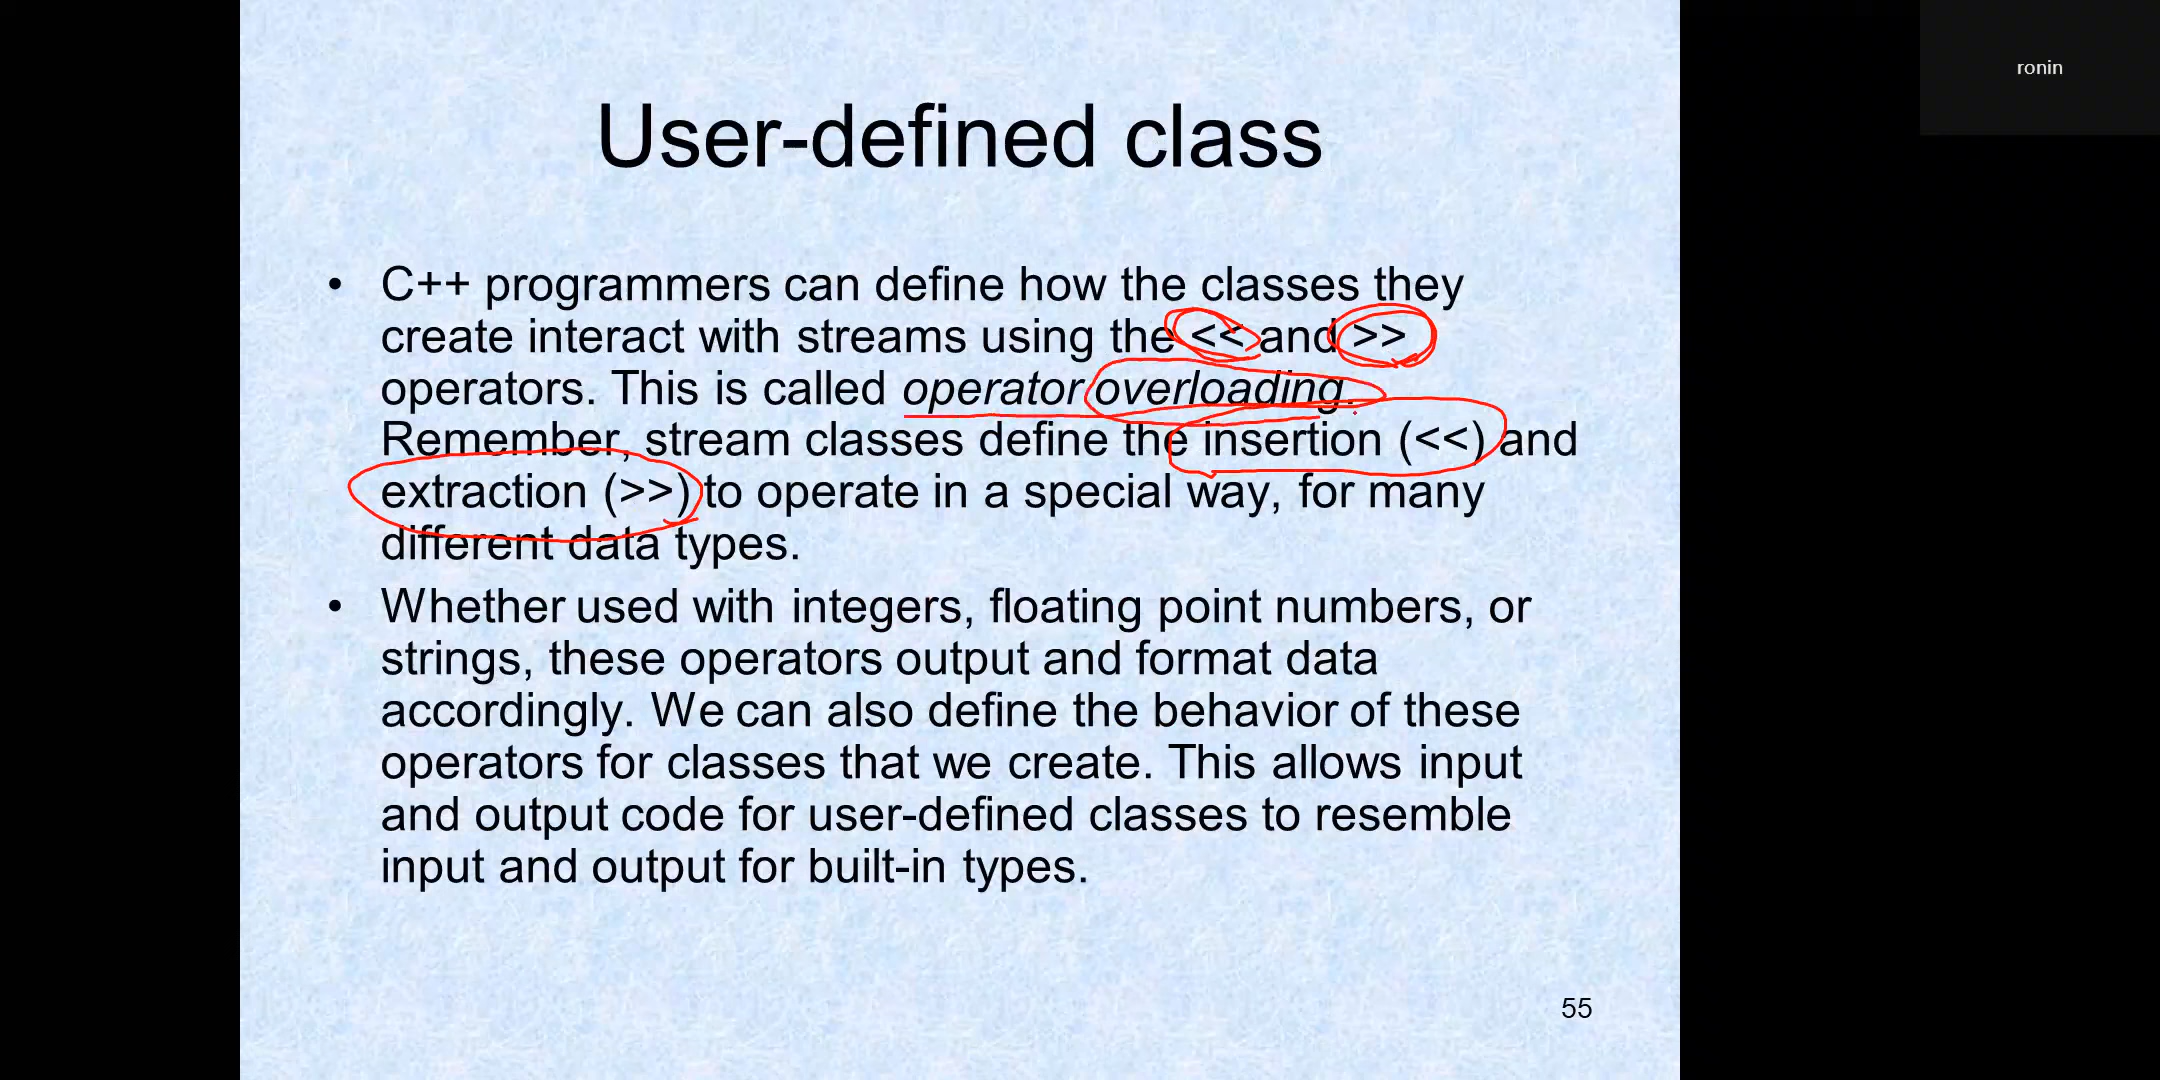 ronin
User-defined class
• C++ programmers can define how the classes they
create interact with streams using the << and >>
operators. This is called operator overloading.
Remember, stream classes define the insertion (<<) and
extraction (>>) to operate in a special way, for many
different data types.
• Whether used with integers, floating point numbers, or
strings, these operators output and format data
accordingly. We can also define the behavior of these
operators for classes that we create. This allows input
and output code for user-defined classes to resemble
input and output for built-in types.
55